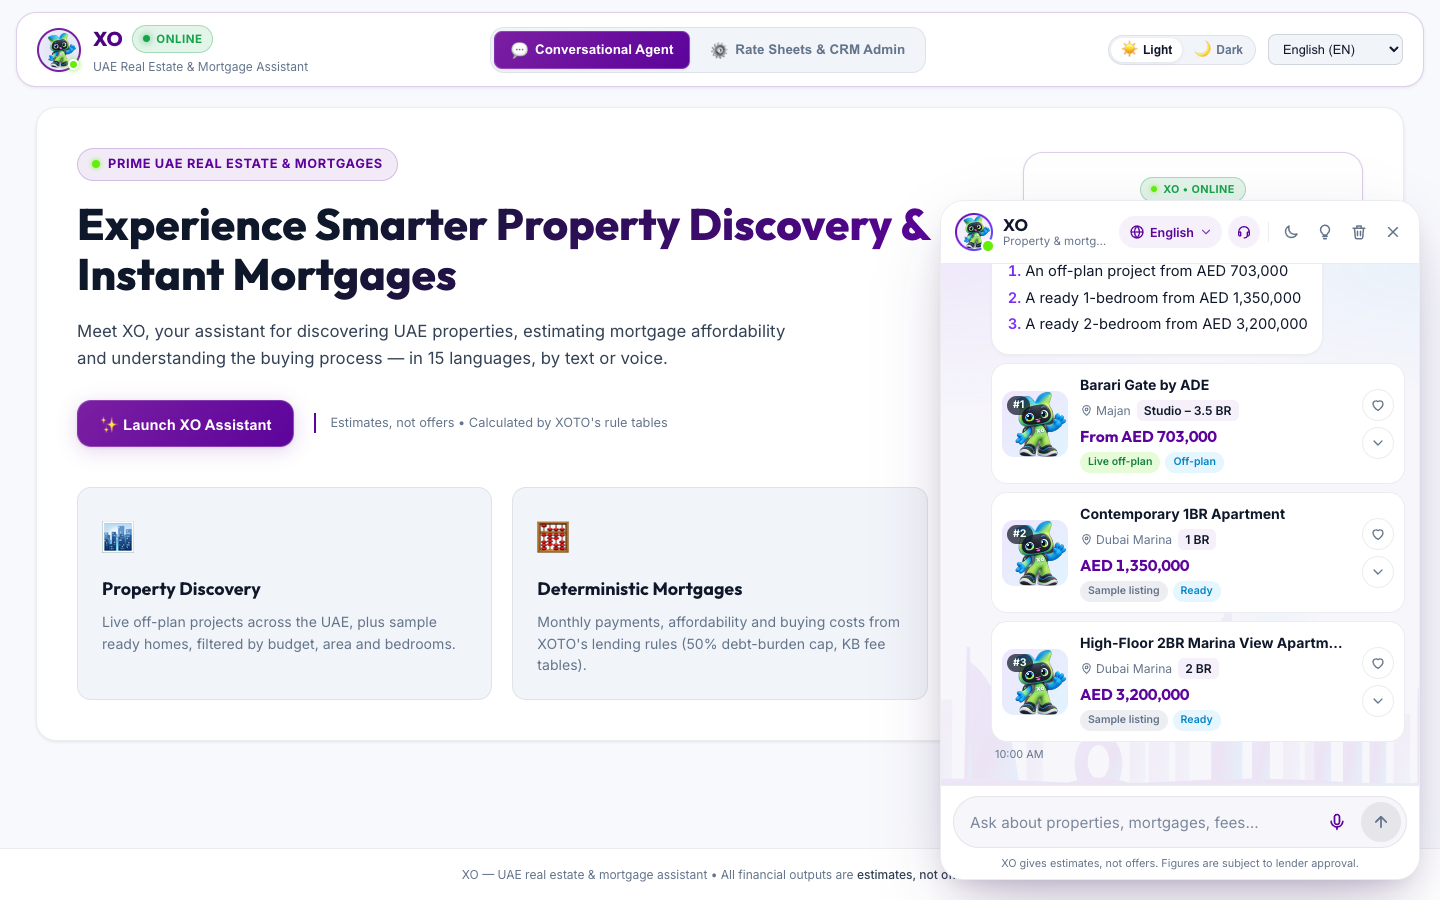 XO
ONLINE
UAE Real Estate & Mortgage Assistant
Conversational Agent
Rate Sheets & CRM Admin
Light
Dark
English (EN)
PRIME UAE REAL ESTATE & MORTGAGES
Experience Smarter Property Discovery &
Instant Mortgages
Meet XO, your assistant for discovering UAE properties, estimating mortgage affordability
and understanding the buying process — in 15 languages, by text or voice.
✨ Launch XO Assistant
Estimates, not offers • Calculated by XOTO's rule tables
Property Discovery
Live off-plan projects across the UAE, plus sample
ready homes, filtered by budget, area and bedrooms.
Deterministic Mortgages
Monthly payments, affordability and buying costs from
XOTO's lending rules (50% debt-burden cap, KB fee
tables).
XO • ONLINE
XO
Property & mortg...
English
1. An off-plan project from AED 703,000
2. A ready 1-bedroom from AED 1,350,000
3. A ready 2-bedroom from AED 3,200,000
#1
Barari Gate by ADE
Majan
Studio – 3.5 BR
From AED 703,000
Live off-plan
Off-plan
#2
Contemporary 1BR Apartment
Dubai Marina
1 BR
AED 1,350,000
Sample listing
Ready
#3
High-Floor 2BR Marina View Apartm...
Dubai Marina
2 BR
AED 3,200,000
Sample listing
Ready
10:00 AM
Ask about properties, mortgages, fees...
XO gives estimates, not offers. Figures are subject to lender approval.
XO — UAE real estate & mortgage assistant • All financial outputs are estimates, not